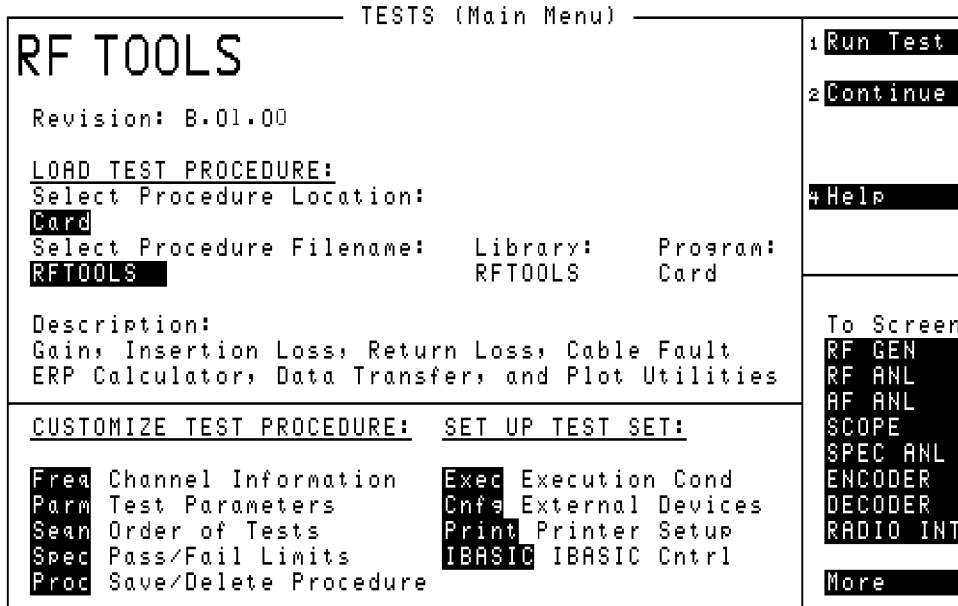 TESTS (Main Menu)
RF TOOLS
Revision: B.01.00
LOAD TEST PROCEDURE:
Select Procedure Location:
Card
Select Procedure Filename: Library: Program:
RFTOOLS RFTOOLS Card
Description:
Gain, Insertion Loss, Return Loss, Cable Fault
ERP Calculator, Data Transfer, and Plot Utilities
CUSTOMIZE TEST PROCEDURE: SET UP TEST SET:
Freq Channel Information Exec Execution Cond
Parm Test Parameters Cnfg External Devices
Seqn Order of Tests Print Printer Setup
Spec Pass/Fail Limits IBASIC IBASIC Cntrl
Proc Save/Delete Procedure
1 Run Test
2 Continue
4 Help
To Screen
RF GEN
RF ANL
AF ANL
SCOPE
SPEC ANL
ENCODER
DECODER
RADIO INT
More